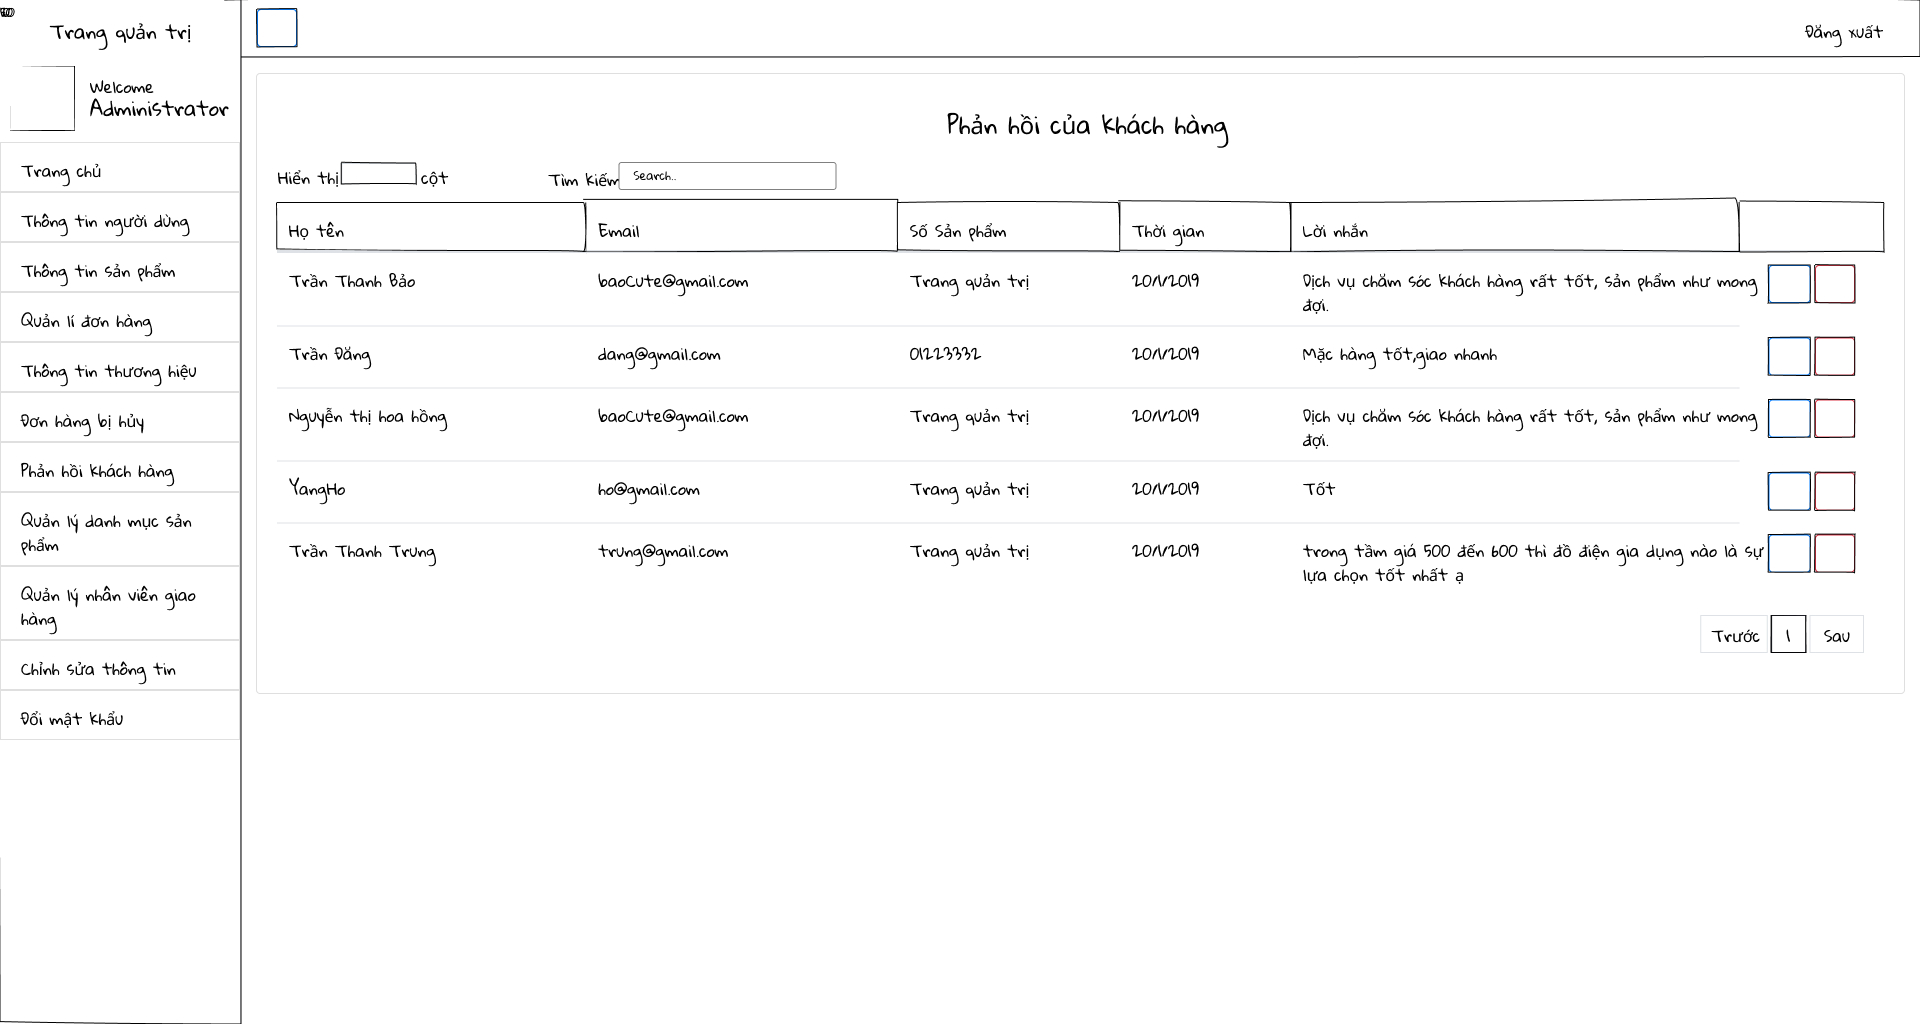 Trang quản trị
Đăng xuất
Welcome
Administrator
Trang chủ
Thông tin người dùng
Thông tin sản phẩm
Quản lí đơn hàng
Thông tin thương hiệu
Đơn hàng bị hủy
Phản hồi khách hàng
Quản lý danh mục sản
phẩm
Quản lý nhân viên giao
hàng
Chỉnh sửa thông tin
Đổi mật khẩu
Phản hồi của khách hàng
Hiển thị cột Tìm kiếm Search..
Họ tên Email Số sản phẩm Thời gian Lời nhắn
Trần Thanh Bảo baoCute@gmail.com Trang quản trị 20/1/2019 Dịch vụ chăm sóc khách hàng rất tốt, sản phẩm như mong
đợi.
Trần Đăng dang@gmail.com 01223332 20/1/2019 Mặc hàng tốt,giao nhanh
Nguyễn thị hoa hồng baoCute@gmail.com Trang quản trị 20/1/2019 Dịch vụ chăm sóc khách hàng rất tốt, sản phẩm như mong
đợi.
YangHo ho@gmail.com Trang quản trị 20/1/2019 Tốt
Trần Thanh Trung trung@gmail.com Trang quản trị 20/1/2019 trong tầm giá 500 đến 600 thì đồ điện gia dụng nào là sự
lựa chọn tốt nhất ạ
Trước 1 Sau